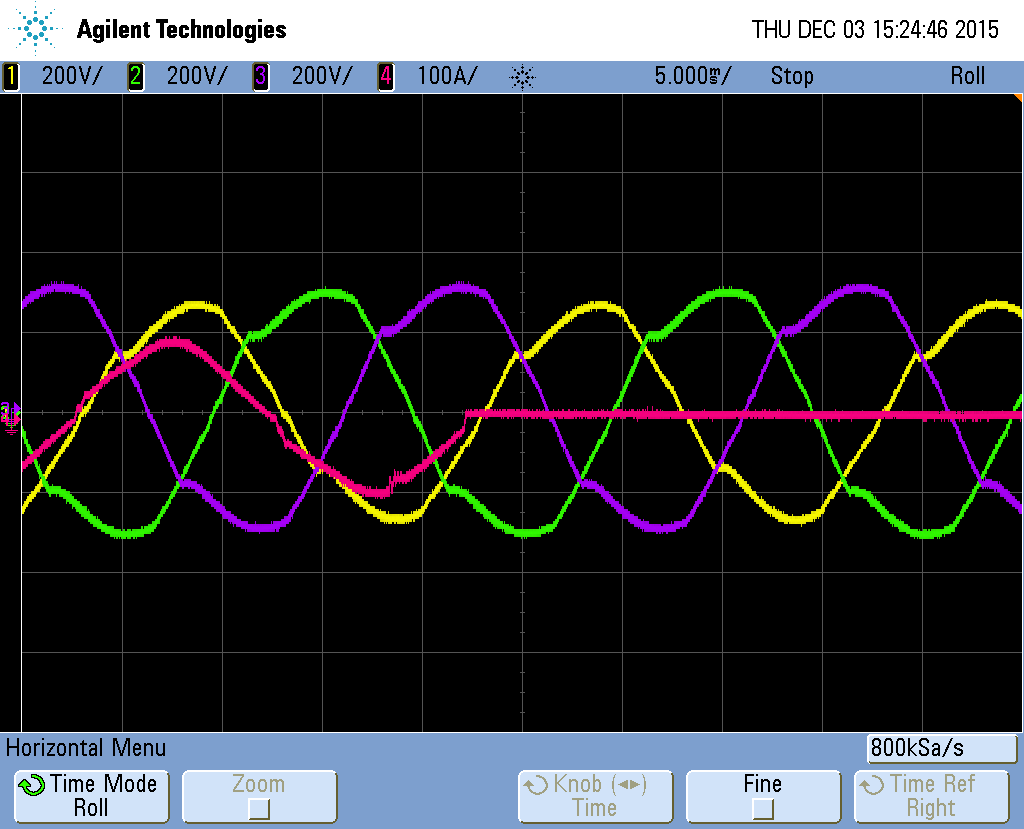 Agilent Technologies
THU DEC 03 15:24:46 2015
1 200V/ 2 200V/ 3 200V/ 4 100A/ 5.000ms/ Stop Roll
Horizontal Menu
800kSa/s
Time Mode
Roll
Zoom
Knob (◄►)
Time
Fine
Time Ref
Right